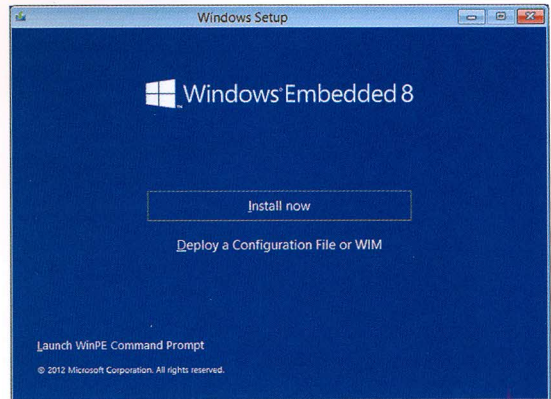 Windows Setup
Windows® Embedded 8
Install now
Deploy a Configuration File or WIM
Launch WinPE Command Prompt
© 2012 Microsoft Corporation. All rights reserved.